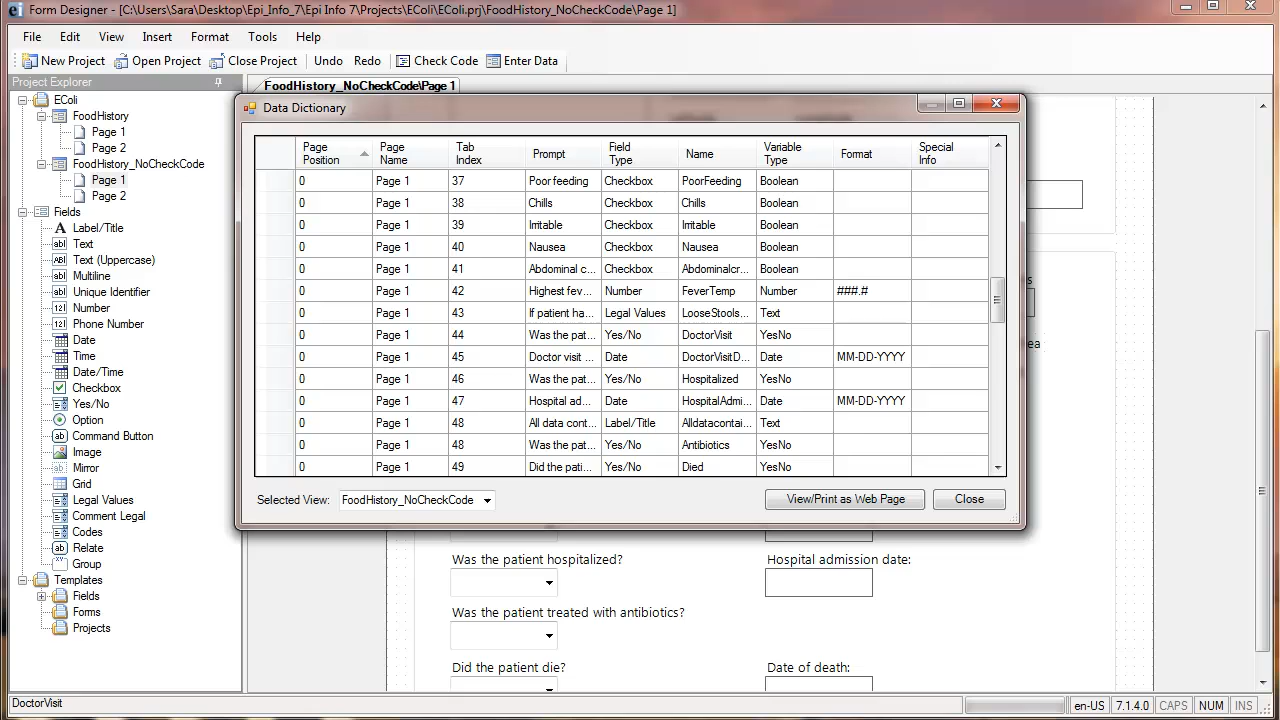 Form Designer - [C:\Users\Sara\Desktop\Epi_Info_7\Epi Info 7\Projects\EColi\EColi.prj\FoodHistory_NoCheckCode\Page 1]
File Edit View Insert Format Tools Help
New Project Open Project Close Project Undo Redo Check Code Enter Data
Project Explorer
FoodHistory_NoCheckCode\Page 1
EColi
FoodHistory
Page 1
Page 2
FoodHistory_NoCheckCode
Page 1
Page 2
Fields
Label/Title
Text
Text (Uppercase)
Multiline
Unique Identifier
Number
Phone Number
Date
Time
Date/Time
Checkbox
Yes/No
Option
Command Button
Image
Mirror
Grid
Legal Values
Comment Legal
Codes
Relate
Group
Templates
Fields
Forms
Projects
Data Dictionary
Page Position Page Name Tab Index Prompt Field Type Name Variable Type Format Special Info
0 Page 1 37 Poor feeding Checkbox PoorFeeding Boolean
0 Page 1 38 Chills Checkbox Chills Boolean
0 Page 1 39 Irritable Checkbox Irritable Boolean
0 Page 1 40 Nausea Checkbox Nausea Boolean
0 Page 1 41 Abdominal c... Checkbox Abdominalcr... Boolean
0 Page 1 42 Highest fev... Number FeverTemp Number ###.#
0 Page 1 43 If patient ha... Legal Values LooseStools... Text
0 Page 1 44 Was the pat... Yes/No DoctorVisit YesNo
0 Page 1 45 Doctor visit ... Date DoctorVisitD... Date MM-DD-YYYY
0 Page 1 46 Was the pat... Yes/No Hospitalized YesNo
0 Page 1 47 Hospital ad... Date HospitalAdmi... Date MM-DD-YYYY
0 Page 1 48 All data cont... Label/Title Alldatacontai... Text
0 Page 1 48 Was the pat... Yes/No Antibiotics YesNo
0 Page 1 49 Did the pati... Yes/No Died YesNo
Selected View: FoodHistory_NoCheckCode View/Print as Web Page Close
Was the patient hospitalized? Hospital admission date:
Was the patient treated with antibiotics?
Did the patient die? Date of death:
DoctorVisit en-US 7.1.4.0 CAPS NUM INS